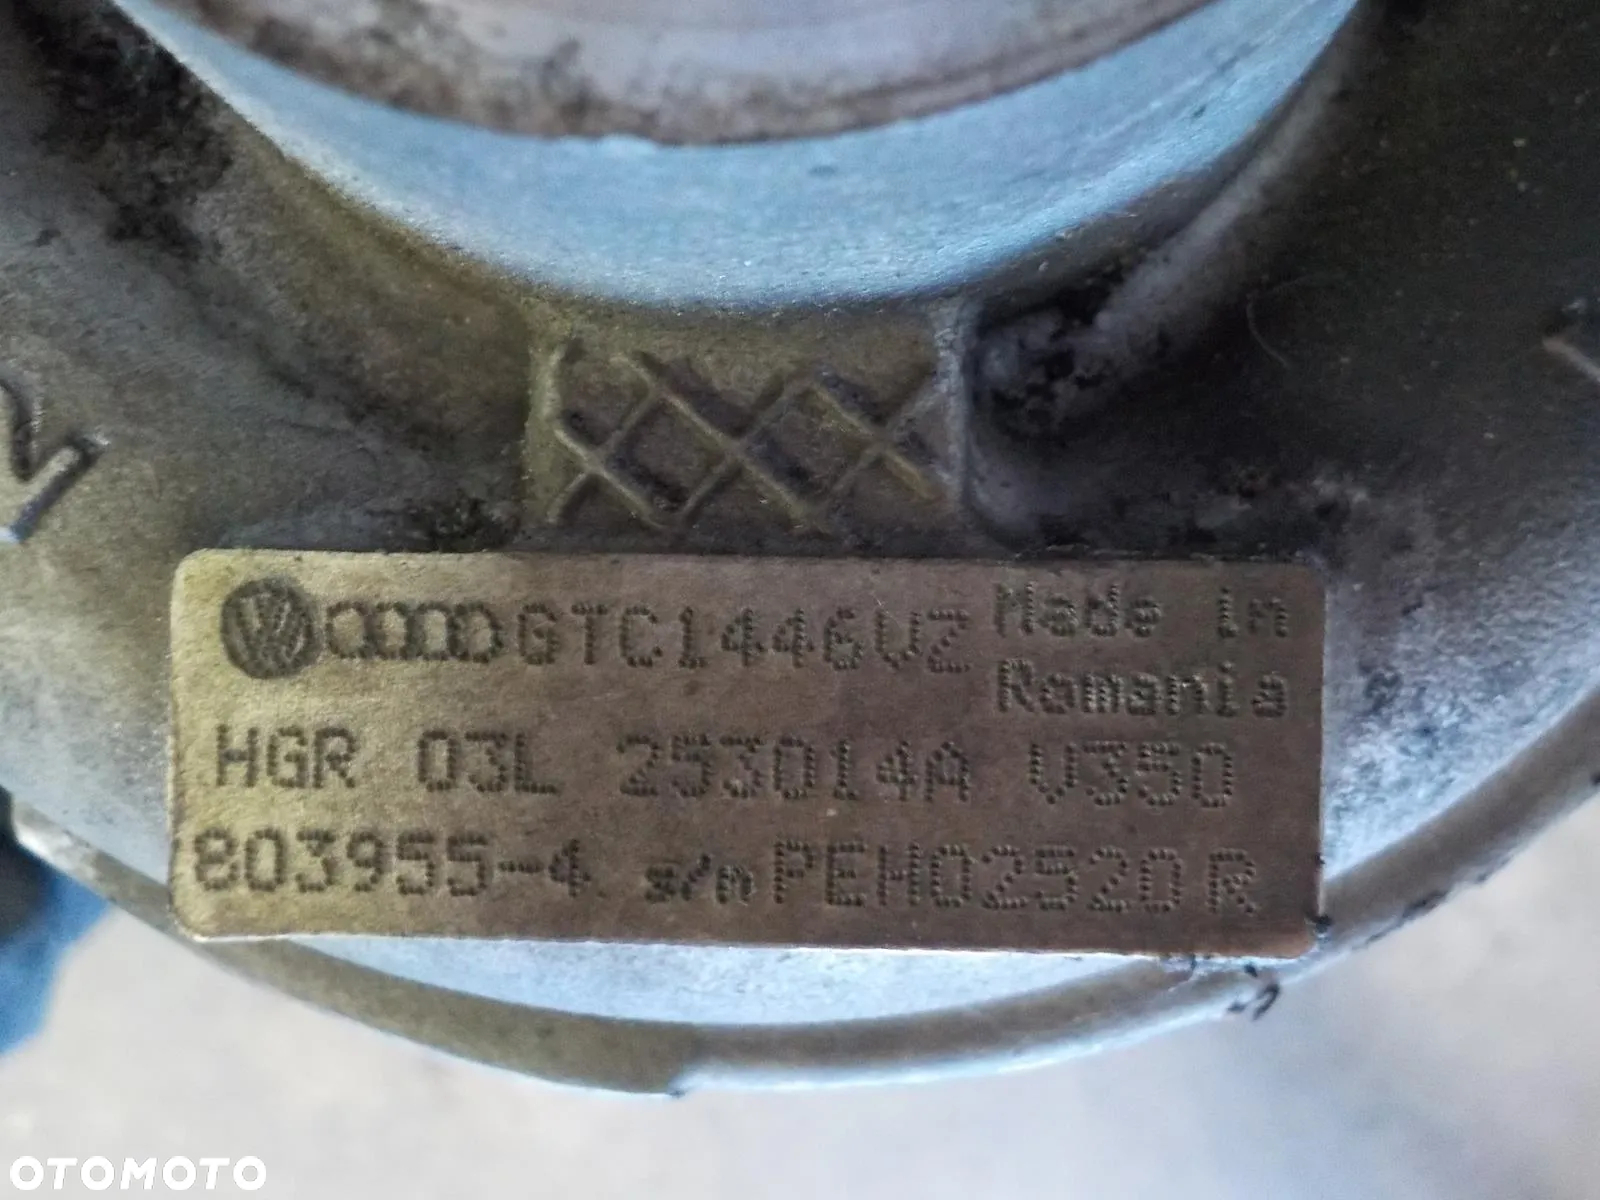 GTC1446VZ Made in
Romania
HGR 03L 253014A V350
803955-4 s/n PEH02520R
OTOMOTO